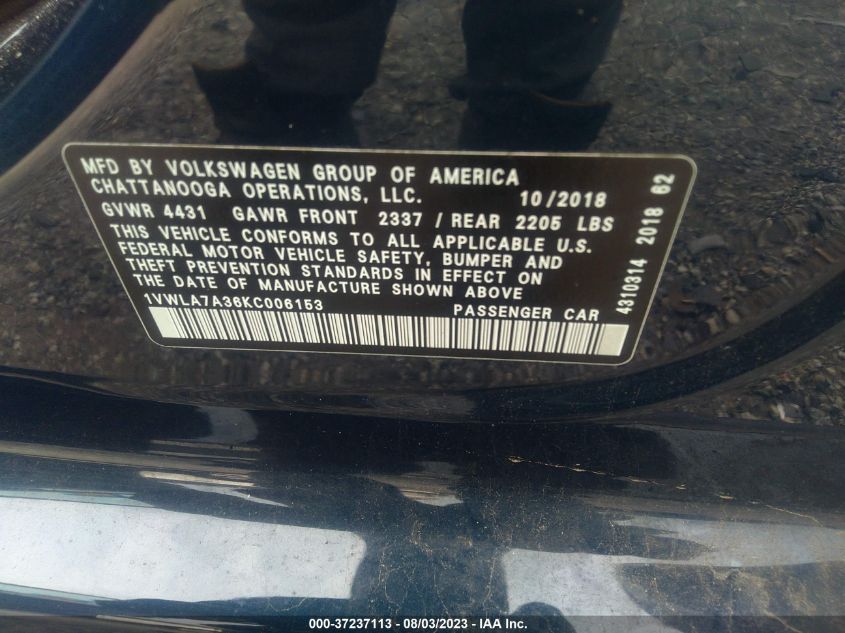 MFD BY VOLKSWAGEN GROUP OF AMERICA
CHATTANOOGA OPERATIONS, LLC. 10/2018
GVWR 4431 GAWR FRONT 2337 / REAR 2205 LBS
THIS VEHICLE CONFORMS TO ALL APPLICABLE U.S.
FEDERAL MOTOR VEHICLE SAFETY, BUMPER AND
THEFT PREVENTION STANDARDS IN EFFECT ON
THE DATE OF MANUFACTURE SHOWN ABOVE
1VWLA7A36KC006153 PASSENGER CAR
4310314 2018 62
000-37237113 - 08/03/2023 - IAA Inc.